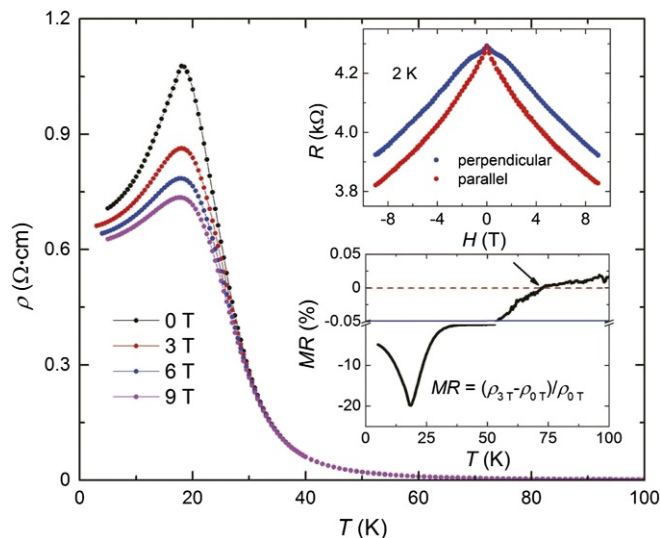 1.2
0.9
0.6
0.3
0
ρ (Ω·cm)
0 T
3 T
6 T
9 T
0 20 40 60 80 100
T (K)
4.2
4.0
3.8
R (kΩ)
2 K
perpendicular
parallel
-8 -4 0 4 8
H (T)
0.05
0
-0.05
-10
-20
MR (%)
MR = (ρ3 T-ρ0 T)/ρ0 T
0 25 50 75 100
T (K)